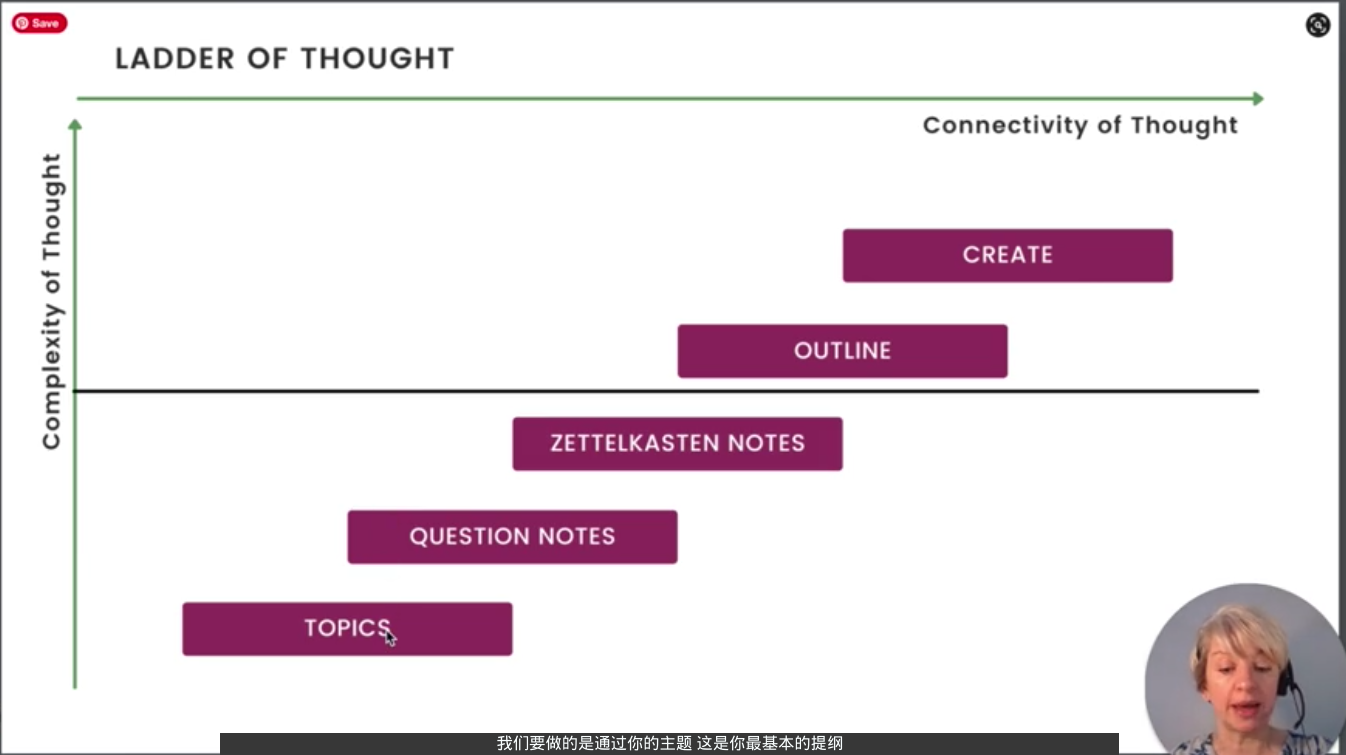 Save
LADDER OF THOUGHT
Connectivity of Thought
Complexity of Thought
CREATE
OUTLINE
ZETTELKASTEN NOTES
QUESTION NOTES
TOPICS
我们要做的是通过你的主题 这是你最基本的提纲